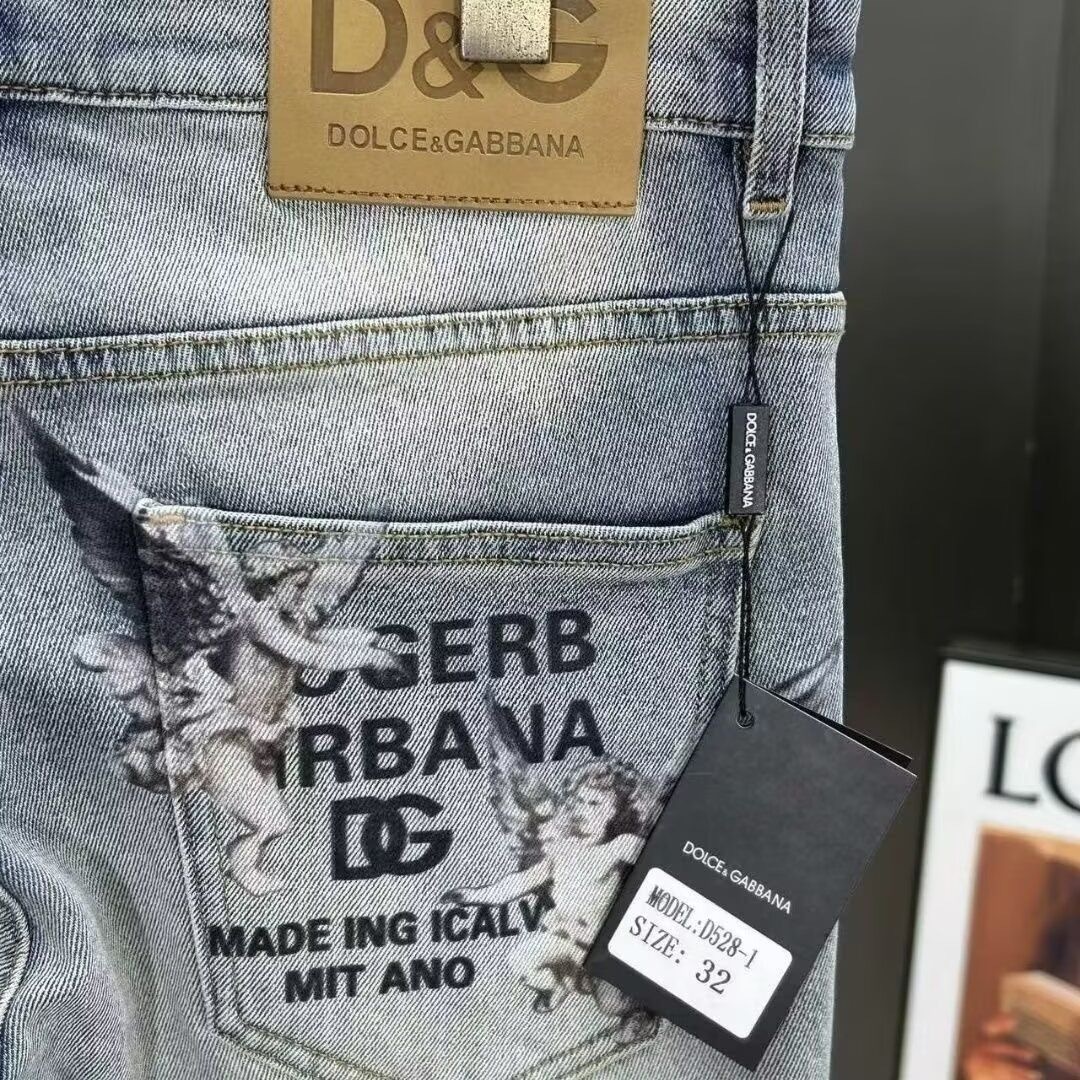 D&G
DOLCE&GABBANA
DOLCE&GABBANA
GERB
RBANA
DG
MADE ING ICALV
MIT ANO
DOLCE&GABBANA
MODEL:D528-1
SIZE: 32
LO